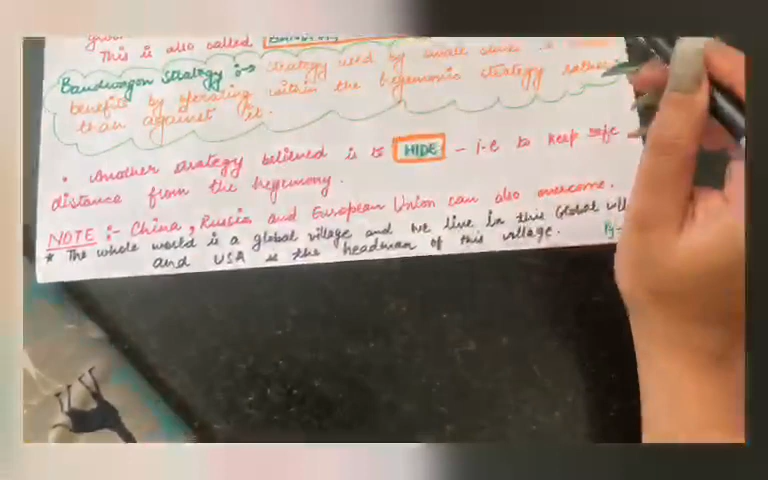 This is also called
Bandwagon strategy :-> strategy used by small states
benefits by operating within the hegemonic strategy rather
than against it.
• Another strategy believed is to HIDE - i.e to keep safe
distance from the hegemony.
NOTE :- China, Russia and European Union can also overcome.
* The whole world is a global village and we live in this Global
and USA is the headman of this village.